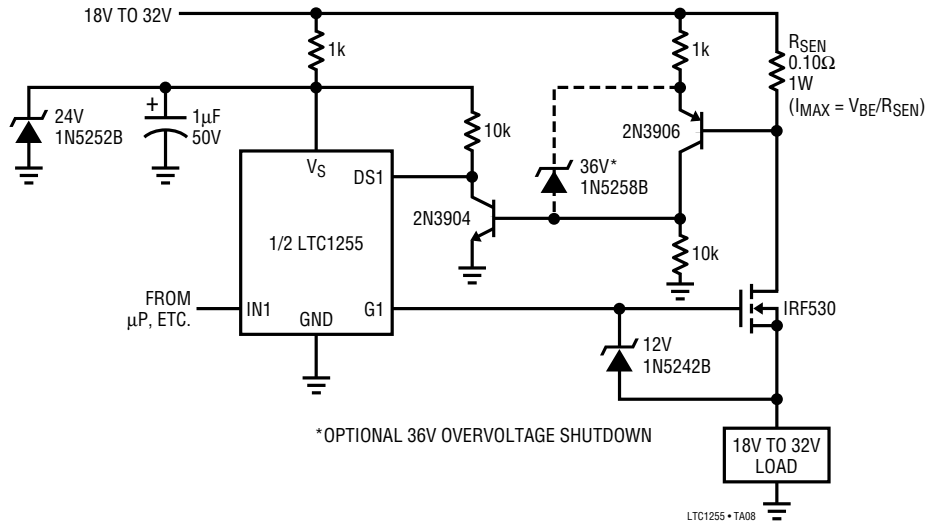 18V TO 32V
1k
1k
RSEN
0.10Ω
1W
(IMAX = VBE/RSEN)
24V
1N5252B
+
1µF
50V
10k
2N3906
36V*
1N5258B
VS
DS1
2N3904
1/2 LTC1255
10k
FROM
µP, ETC.
IN1
GND
G1
IRF530
12V
1N5242B
*OPTIONAL 36V OVERVOLTAGE SHUTDOWN
18V TO 32V
LOAD
LTC1255 • TA08